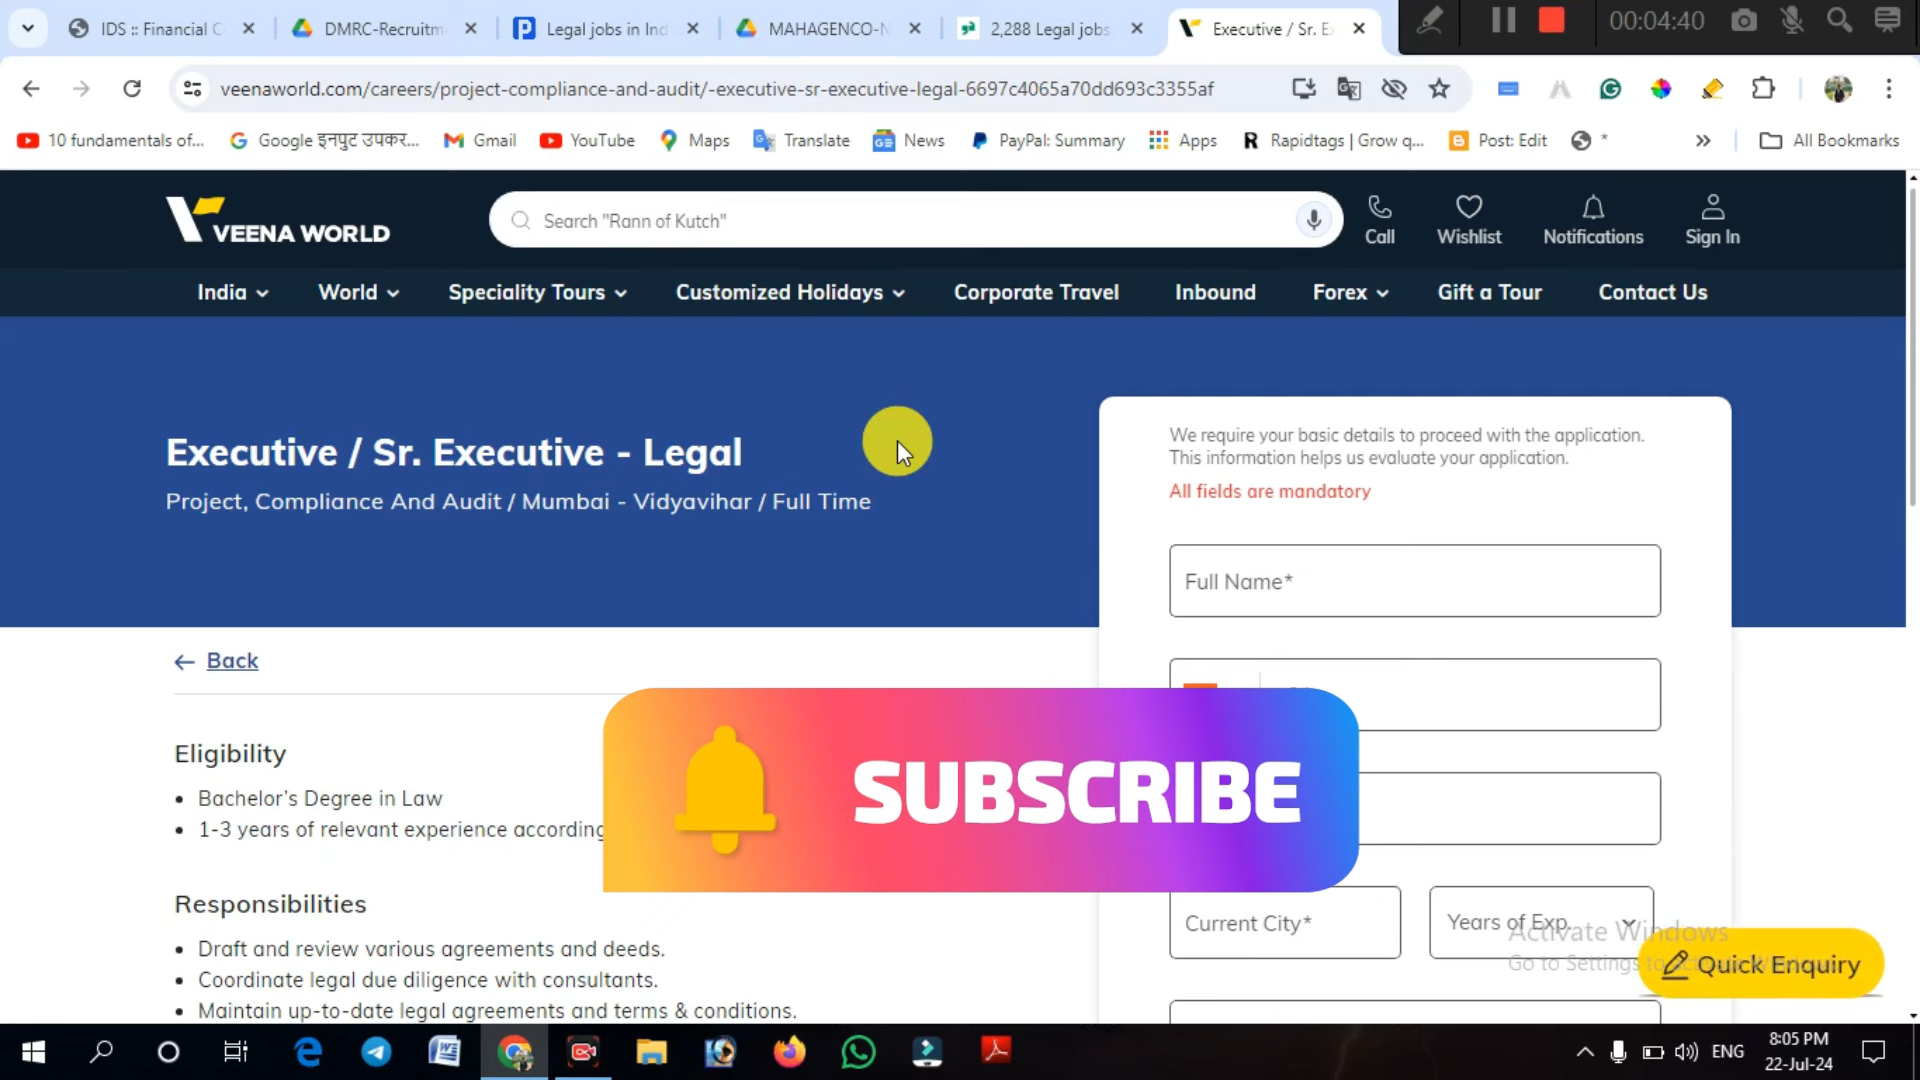 IDS :: Financial C
DMRC-Recruitm
Legal jobs in Ind
MAHAGENCO-N
2,288 Legal jobs
Executive / Sr. E
00:04:40
veenaworld.com/careers/project-compliance-and-audit/-executive-sr-executive-legal-6697c4065a70dd693c3355af
10 fundamentals of...
Google इनपुट उपकर...
Gmail
YouTube
Maps
Translate
News
PayPal: Summary
Apps
Rapidtags | Grow q...
Post: Edit
*
All Bookmarks
VEENA WORLD
Search "Rann of Kutch"
Call
Wishlist
Notifications
Sign In
India
World
Speciality Tours
Customized Holidays
Corporate Travel
Inbound
Forex
Gift a Tour
Contact Us
Executive / Sr. Executive - Legal
Project, Compliance And Audit / Mumbai - Vidyavihar / Full Time
We require your basic details to proceed with the application.
This information helps us evaluate your application.
All fields are mandatory
Full Name*
Back
Eligibility
• Bachelor's Degree in Law
• 1-3 years of relevant experience according
SUBSCRIBE
Responsibilities
• Draft and review various agreements and deeds.
• Coordinate legal due diligence with consultants.
• Maintain up-to-date legal agreements and terms & conditions.
Current City*
Years of Exp.
Activate Windows
Go to Settings to
Quick Enquiry
ENG
8:05 PM
22-Jul-24